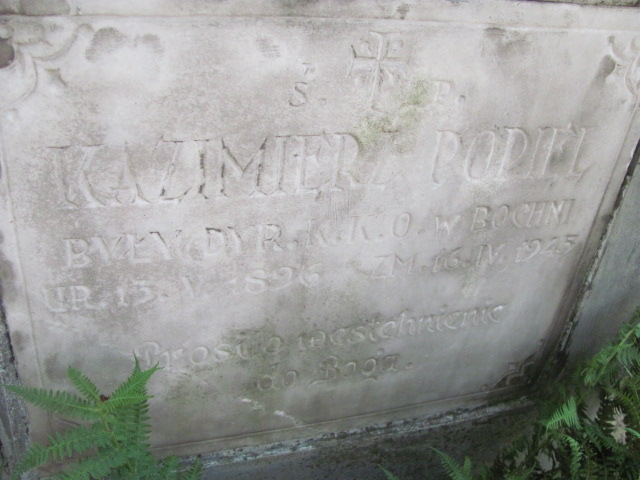 Ś. P.
KAZIMIERZ POPIEL
BYŁY DYR. K.K.O. W BOCHNI
UR. 13. V. 1896 ZM. 16. IV. 1945
Prosi o westchnienie
do Boga.